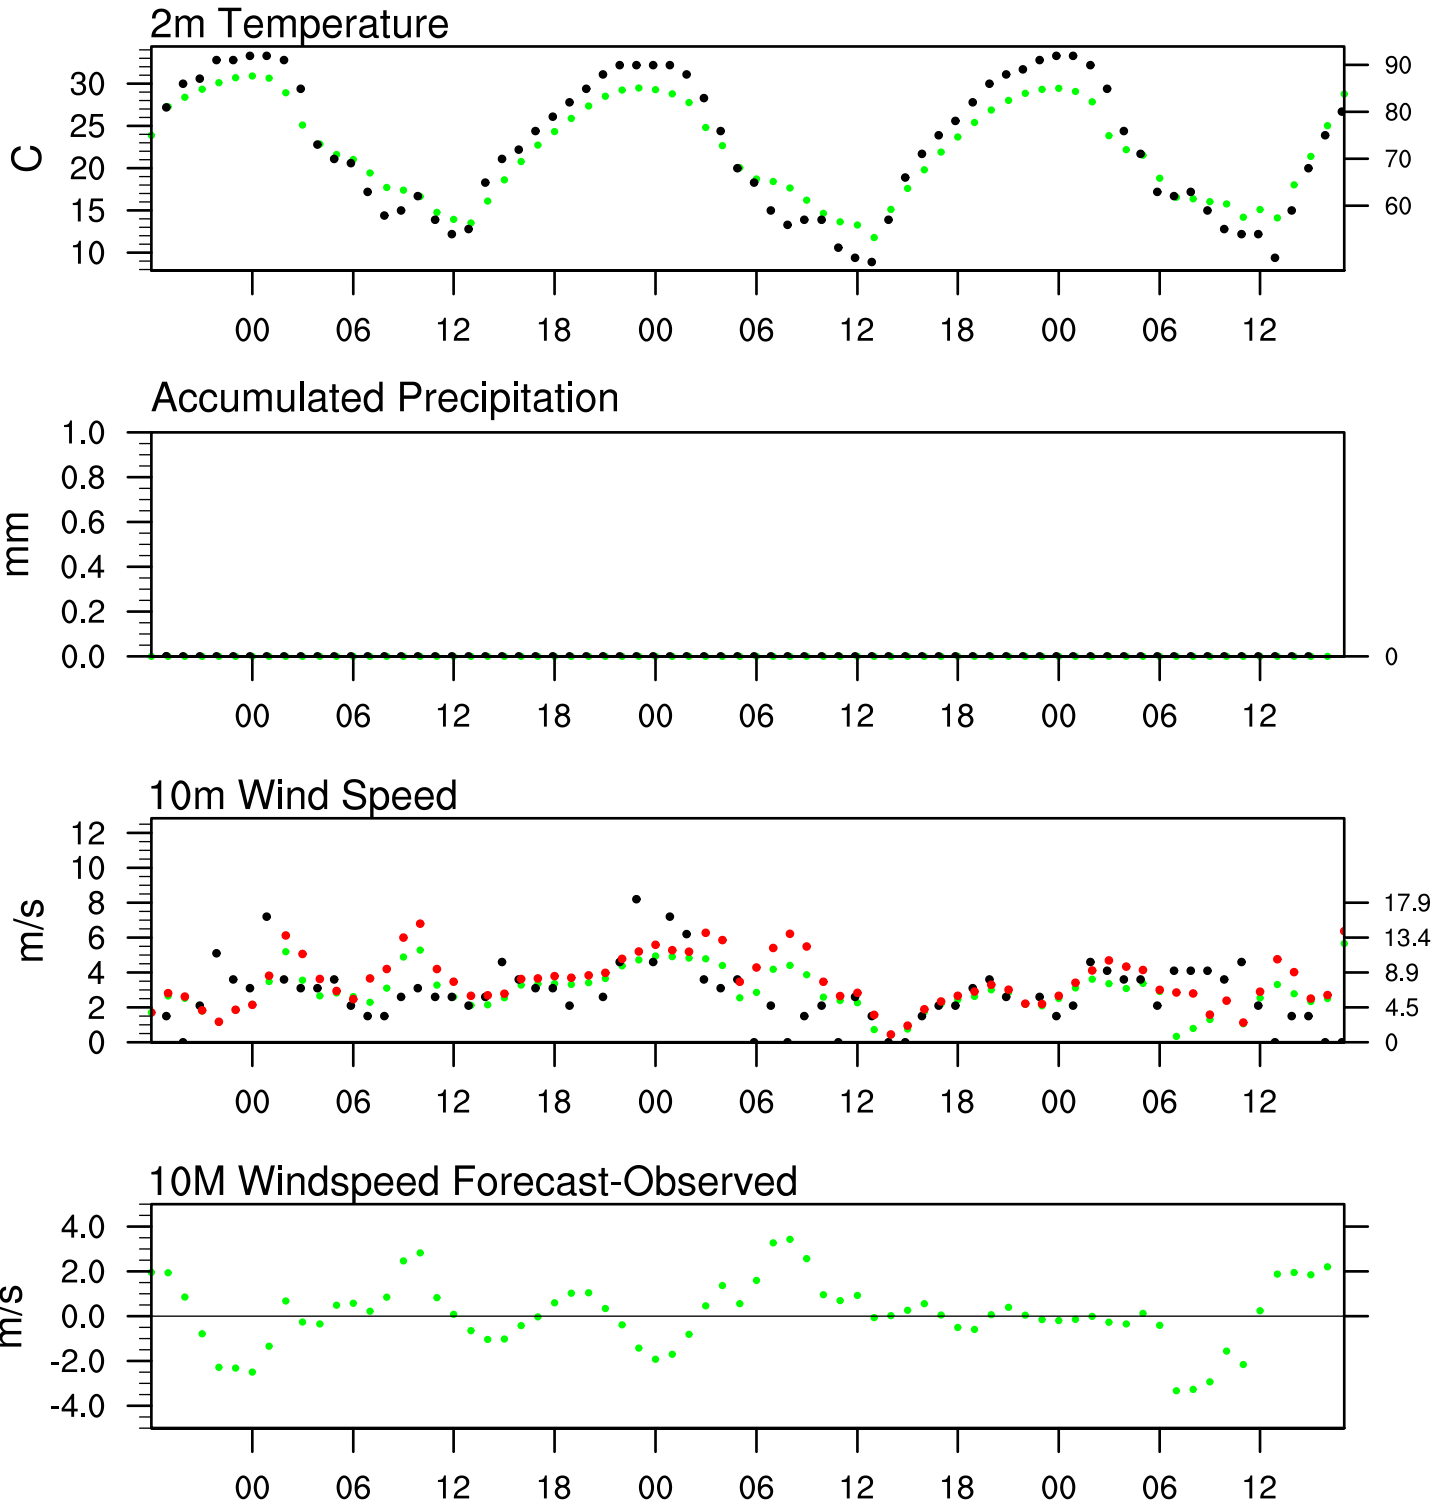 2m Temperature
30
25
20
15
10
C
90
80
70
60
00 06 12 18 00 06 12 18 00 06 12
Accumulated Precipitation
1.0
0.8
0.6
0.4
0.2
0.0
mm
0
00 06 12 18 00 06 12 18 00 06 12
10m Wind Speed
12
10
8
6
4
2
0
m/s
17.9
13.4
8.9
4.5
0
00 06 12 18 00 06 12 18 00 06 12
10M Windspeed Forecast-Observed
4.0
2.0
0.0
-2.0
-4.0
m/s
00 06 12 18 00 06 12 18 00 06 12